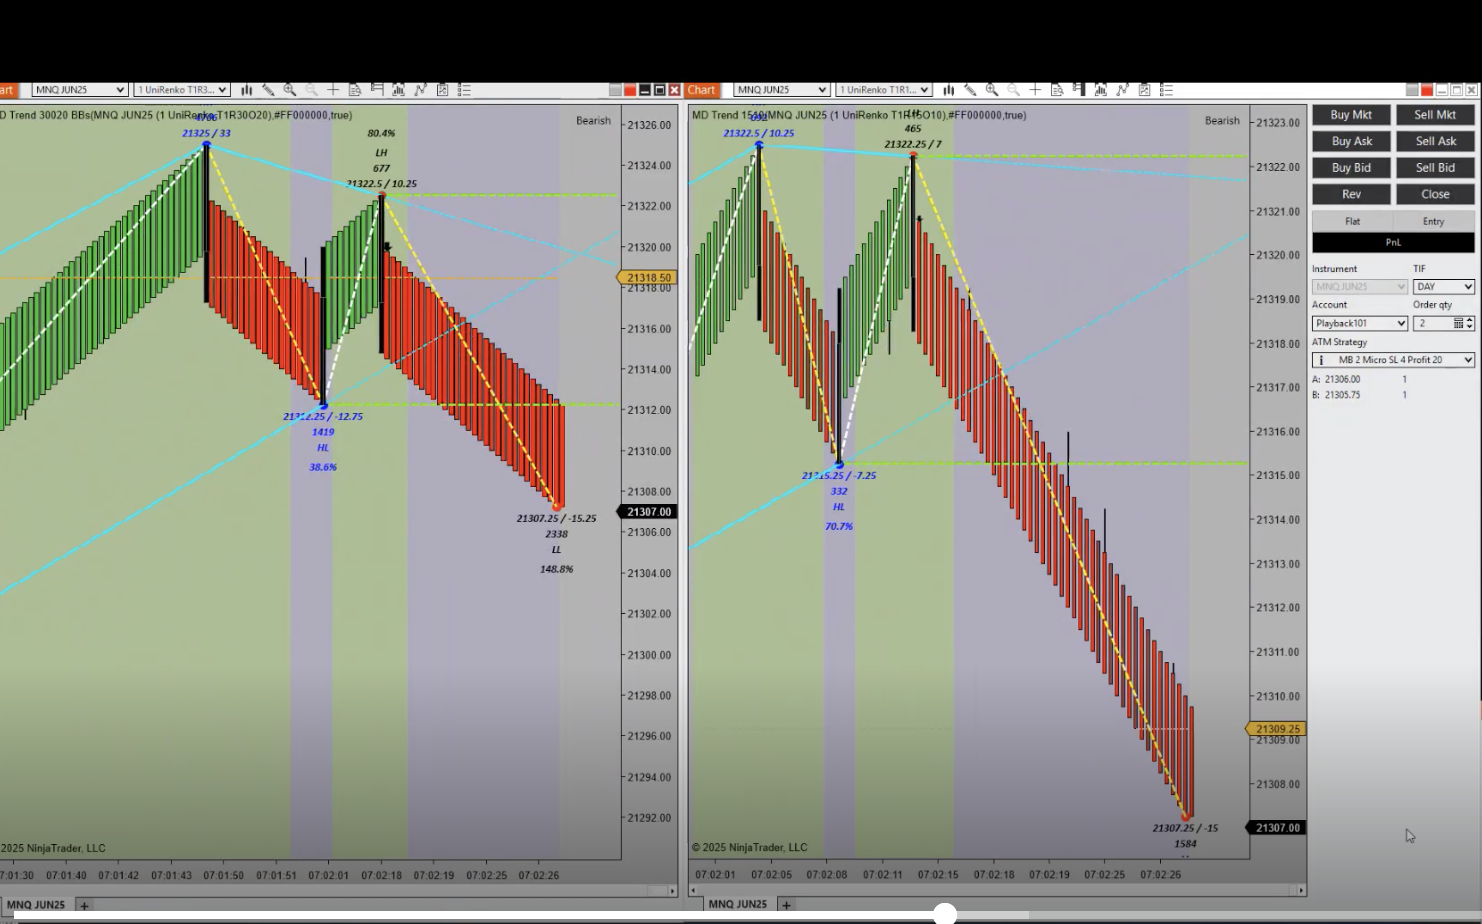 art MNQ JUN25 1 UniRenko T1R3...
D Trend 30020 BBs(MNQ JUN25 (1 UniRenko T1R30O20),#FF000000,true)
Bearish
21325 / 33
80.4%
LH
677
21322.5 / 10.25
21312.25 / -12.75
1419
HL
38.6%
21307.25 / -15.25
2338
LL
148.8%
21326.00
21324.00
21322.00
21320.00
21318.50
21318.00
21316.00
21314.00
21312.00
21310.00
21308.00
21307.00
21306.00
21304.00
21302.00
21300.00
21298.00
21296.00
21294.00
21292.00
2025 NinjaTrader, LLC
7:01:30 07:01:40 07:01:42 07:01:43 07:01:50 07:01:51 07:02:01 07:02:18 07:02:25 07:02:26
MNQ JUN25 +
Chart MNQ JUN25 1 UniRenko T1R1...
MD Trend 1510(MNQ JUN25 (1 UniRenko T1R15O10),#FF000000,true)
Bearish
21322.5 / 10.25
465
21322.25 / 7
21315.25 / -7.25
332
HL
70.7%
21307.25 / -15
1584
21323.00
21322.00
21321.00
21320.00
21319.00
21318.00
21317.00
21316.00
21315.00
21314.00
21313.00
21312.00
21311.00
21310.00
21309.25
21309.00
21308.00
21307.00
© 2025 NinjaTrader, LLC
07:02:01 07:02:05 07:02:08 07:02:11 07:02:15 07:02:19 07:02:25 07:02:26
MNQ JUN25 +
Buy Mkt Sell Mkt
Buy Ask Sell Ask
Buy Bid Sell Bid
Rev Close
Flat Entry
PnL
Instrument TIF
MNQ JUN25 DAY
Account Order qty
Playback101 2
ATM Strategy
i MB 2 Micro SL 4 Profit 20
A: 21306.00 1
B: 21305.75 1